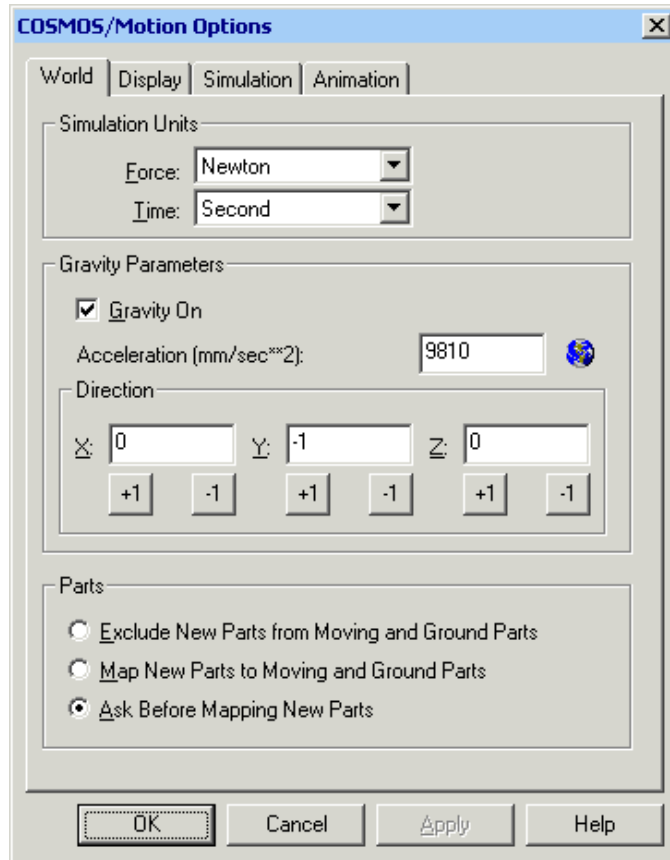 COSMOS/Motion Options
World Display Simulation Animation
Simulation Units
Force: Newton
Time: Second
Gravity Parameters
Gravity On
Acceleration (mm/sec**2): 9810
Direction
X: 0 Y: -1 Z: 0
+1 -1 +1 -1 +1 -1
Parts
Exclude New Parts from Moving and Ground Parts
Map New Parts to Moving and Ground Parts
Ask Before Mapping New Parts
OK Cancel Apply Help